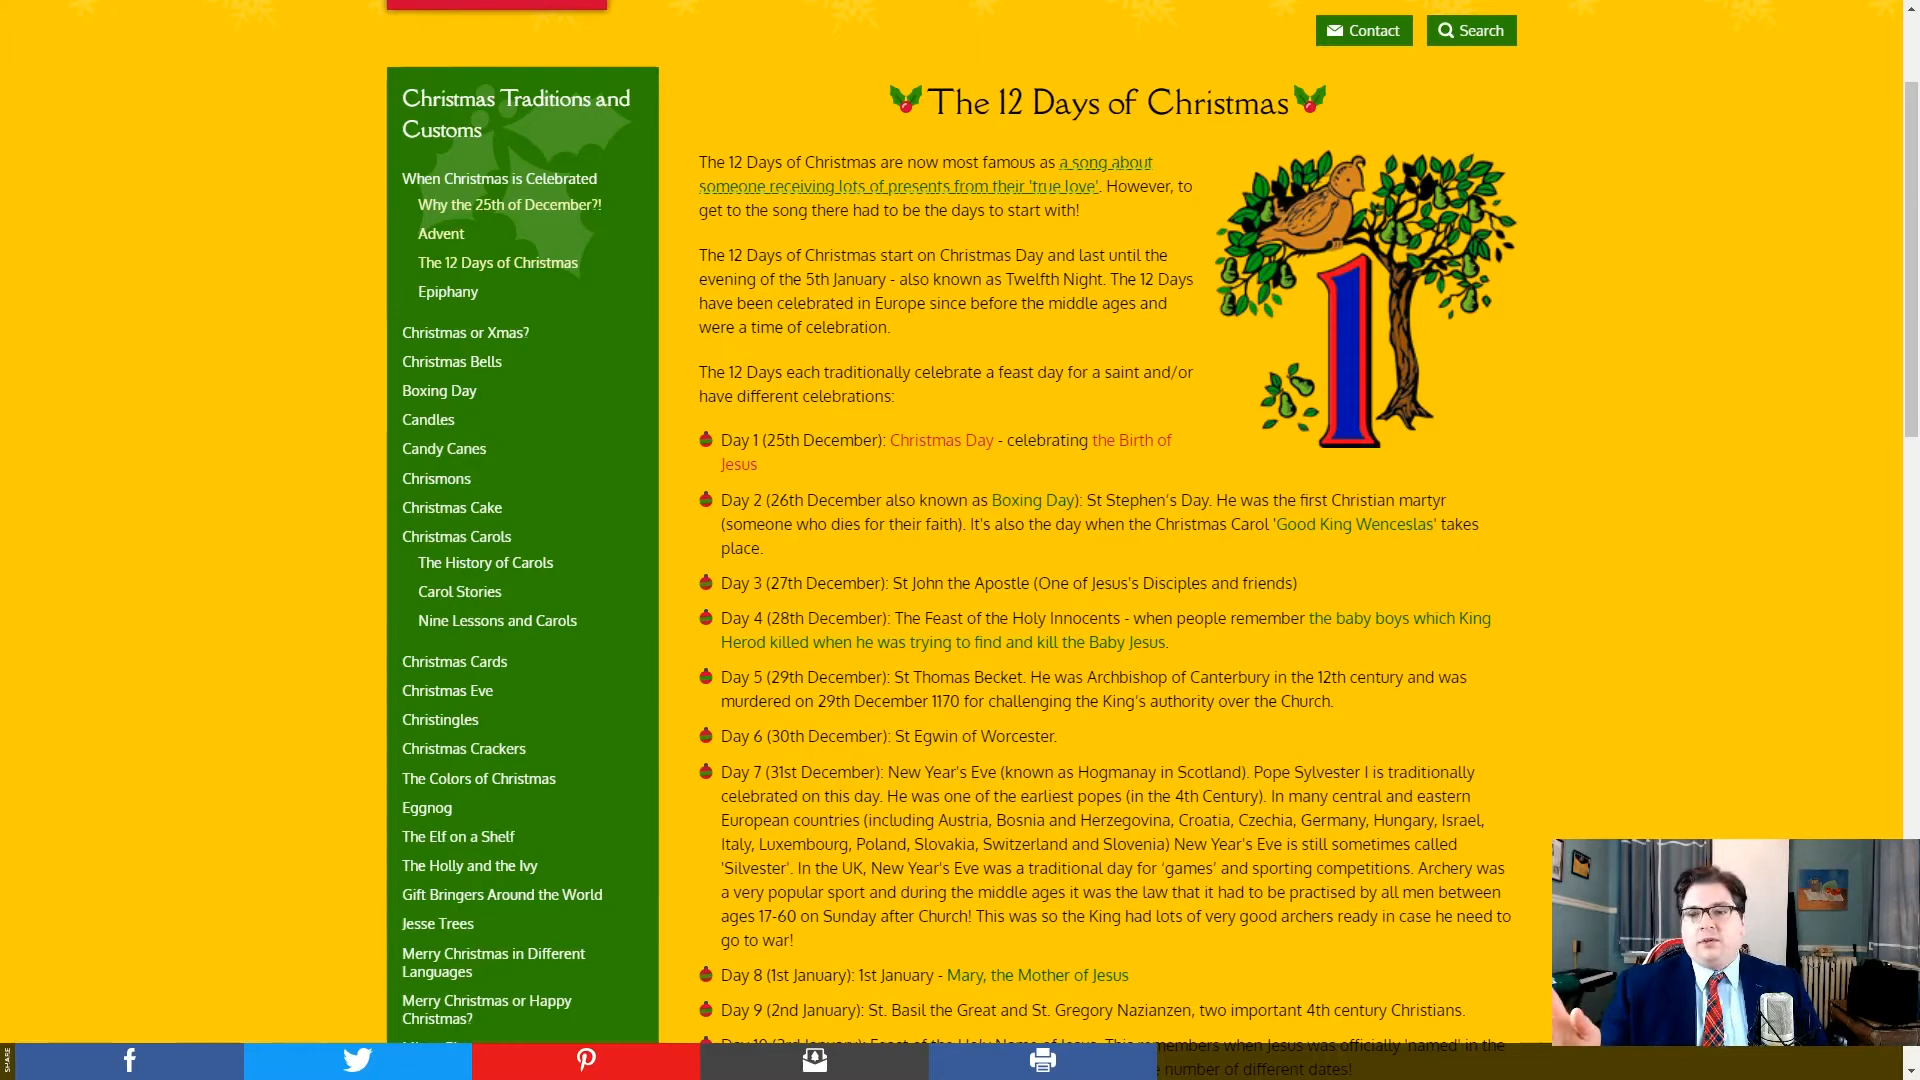 Contact
Search
Christmas Traditions and
Customs
When Christmas is Celebrated
Why the 25th of December?!
Advent
The 12 Days of Christmas
Epiphany
Christmas or Xmas?
Christmas Bells
Boxing Day
Candles
Candy Canes
Chrismons
Christmas Cake
Christmas Carols
The History of Carols
Carol Stories
Nine Lessons and Carols
Christmas Cards
Christmas Eve
Christingles
Christmas Crackers
The Colors of Christmas
Eggnog
The Elf on a Shelf
The Holly and the Ivy
Gift Bringers Around the World
Jesse Trees
Merry Christmas in Different
Languages
Merry Christmas or Happy
Christmas?
The 12 Days of Christmas
The 12 Days of Christmas are now most famous as a song about
someone receiving lots of presents from their 'true love'. However, to
get to the song there had to be the days to start with!
The 12 Days of Christmas start on Christmas Day and last until the
evening of the 5th January - also known as Twelfth Night. The 12 Days
have been celebrated in Europe since before the middle ages and
were a time of celebration.
The 12 Days each traditionally celebrate a feast day for a saint and/or
have different celebrations:
1
Day 1 (25th December): Christmas Day - celebrating the Birth of
Jesus
Day 2 (26th December also known as Boxing Day): St Stephen's Day. He was the first Christian martyr
(someone who dies for their faith). It's also the day when the Christmas Carol 'Good King Wenceslas' takes
place.
Day 3 (27th December): St John the Apostle (One of Jesus's Disciples and friends)
Day 4 (28th December): The Feast of the Holy Innocents - when people remember the baby boys which King
Herod killed when he was trying to find and kill the Baby Jesus.
Day 5 (29th December): St Thomas Becket. He was Archbishop of Canterbury in the 12th century and was
murdered on 29th December 1170 for challenging the King's authority over the Church.
Day 6 (30th December): St Egwin of Worcester.
Day 7 (31st December): New Year's Eve (known as Hogmanay in Scotland). Pope Sylvester I is traditionally
celebrated on this day. He was one of the earliest popes (in the 4th Century). In many central and eastern
European countries (including Austria, Bosnia and Herzegovina, Croatia, Czechia, Germany, Hungary, Israel,
Italy, Luxembourg, Poland, Slovakia, Switzerland and Slovenia) New Year's Eve is still sometimes called
'Silvester'. In the UK, New Year's Eve was a traditional day for 'games' and sporting competitions. Archery was
a very popular sport and during the middle ages it was the law that it had to be practised by all men between
ages 17-60 on Sunday after Church! This was so the King had lots of very good archers ready in case he need to
go to war!
Day 8 (1st January): 1st January - Mary, the Mother of Jesus
Day 9 (2nd January): St. Basil the Great and St. Gregory Nazianzen, two important 4th century Christians.
members when Jesus was officially 'named' in the
number of different dates!
SHARE